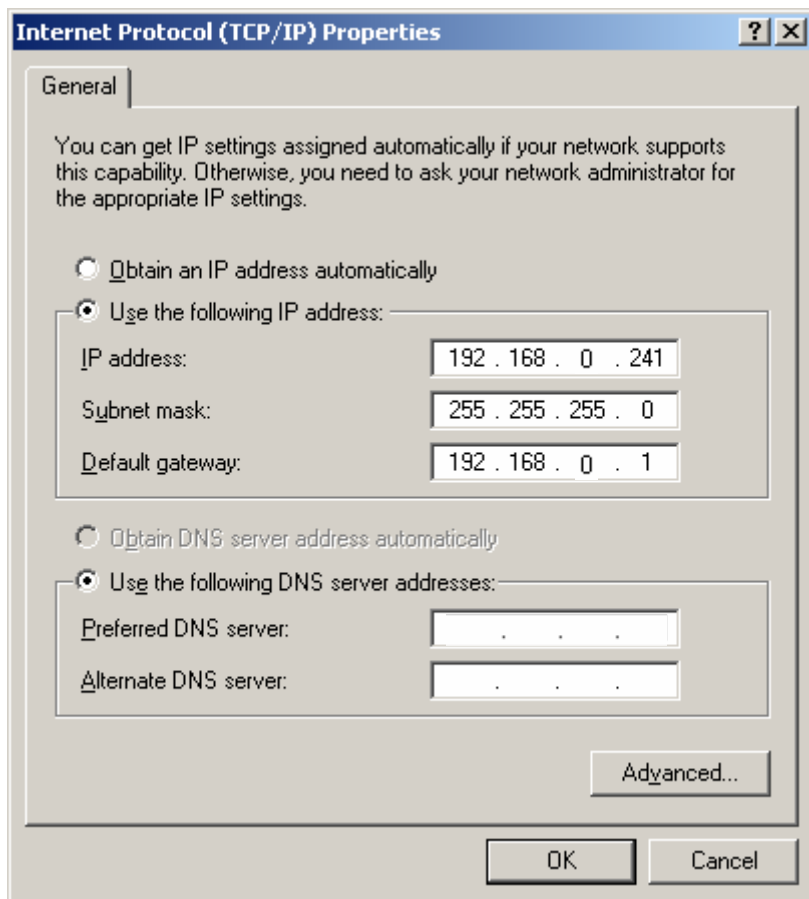 Internet Protocol (TCP/IP) Properties
General
You can get IP settings assigned automatically if your network supports
this capability. Otherwise, you need to ask your network administrator for
the appropriate IP settings.
Obtain an IP address automatically
Use the following IP address:
IP address: 192 . 168 . 0 . 241
Subnet mask: 255 . 255 . 255 . 0
Default gateway: 192 . 168 . 0 . 1
Obtain DNS server address automatically
Use the following DNS server addresses:
Preferred DNS server: . . .
Alternate DNS server: . . .
Advanced...
OK Cancel